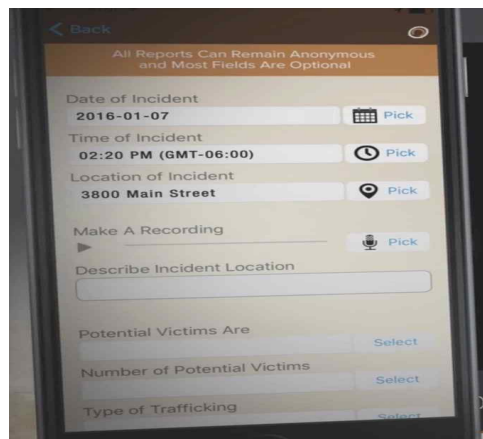 Back
All Reports Can Remain Anonymous
and Most Fields Are Optional
Date of Incident
2016-01-07
Pick
Time of Incident
02:20 PM (GMT-06:00)
Pick
Location of Incident
3800 Main Street
Pick
Make A Recording
Pick
Describe Incident Location
Potential Victims Are
Select
Number of Potential Victims
Select
Type of Trafficking
Select